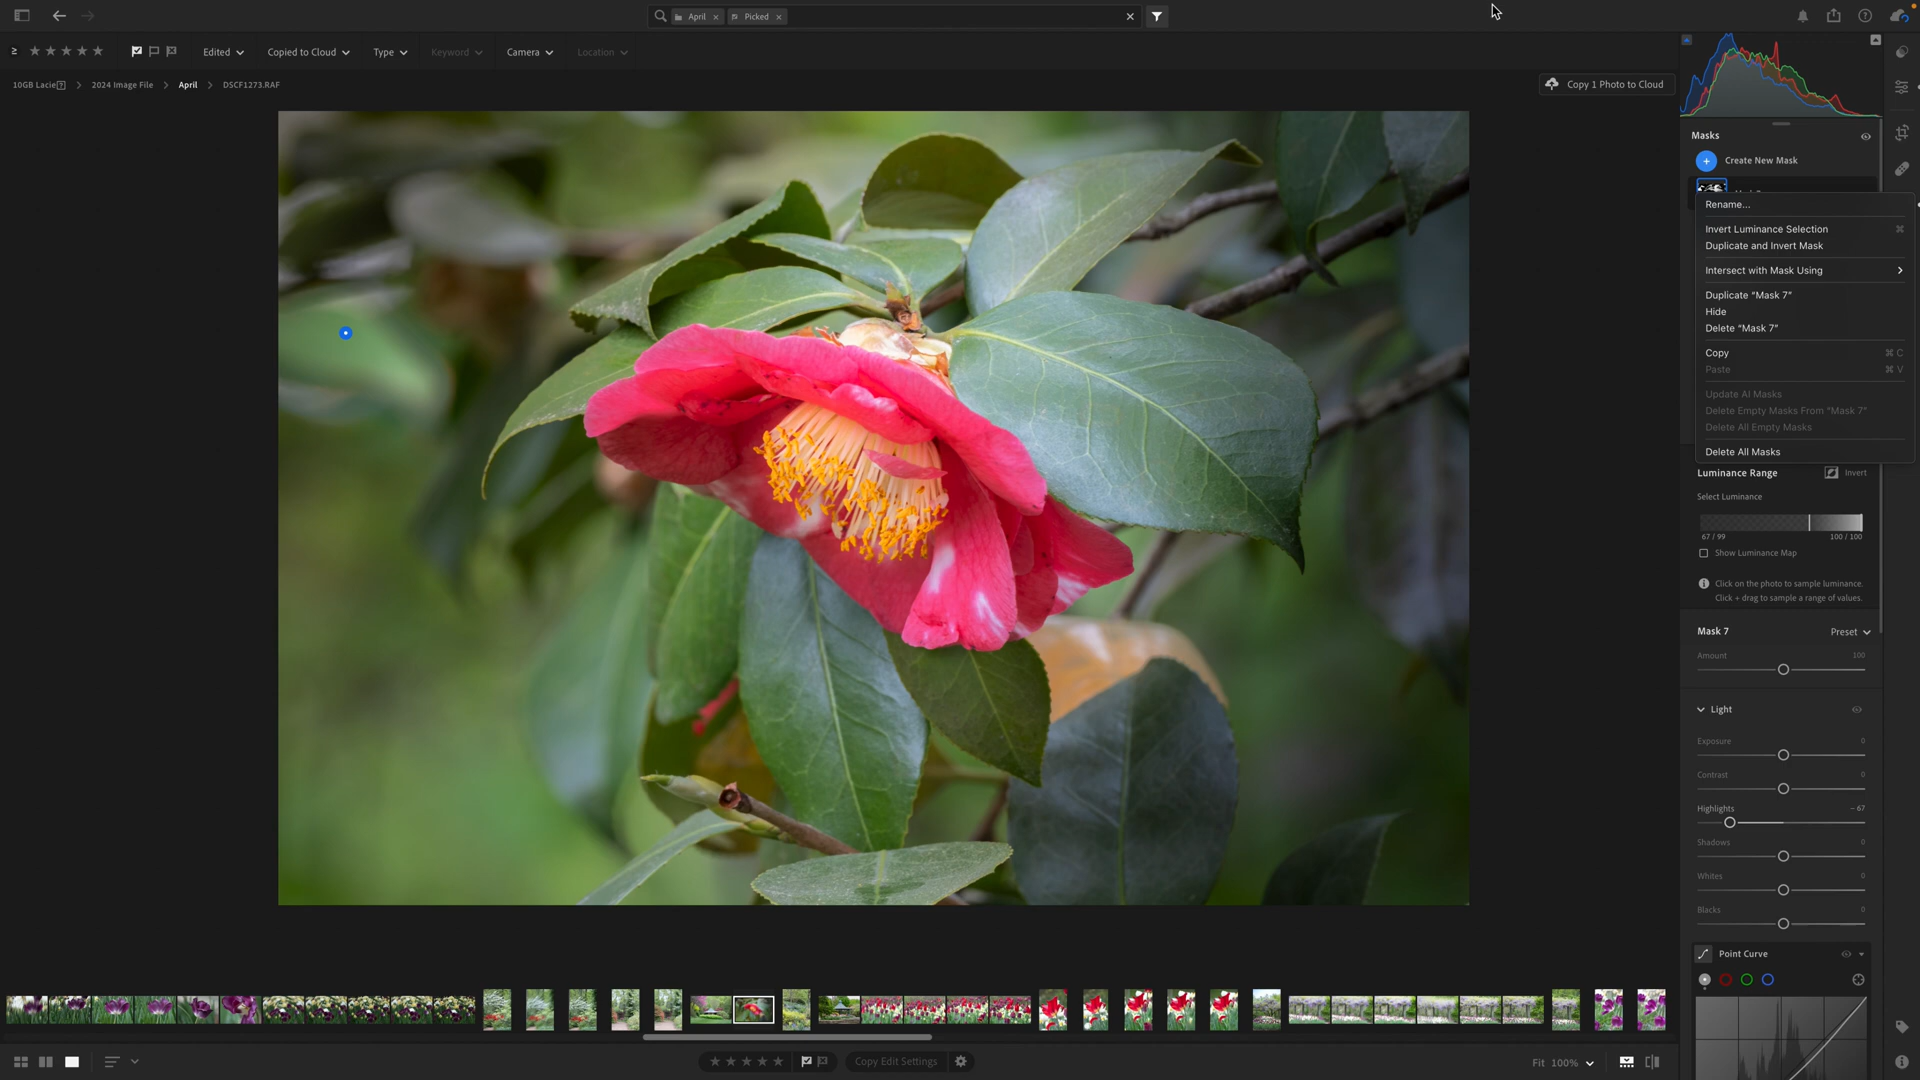 April × Picked ×
≥ Edited Copied to Cloud Type Keyword Camera Location
10GB Lacie > 2024 Image File > April > DSCF1273.RAF
Copy 1 Photo to Cloud
Masks
Create New Mask
Rename...
Invert Luminance Selection ⌘
Duplicate and Invert Mask
Intersect with Mask Using
Duplicate “Mask 7”
Hide
Delete “Mask 7”
Copy ⌘ C
Paste ⌘ V
Update AI Masks
Delete Empty Masks From “Mask 7”
Delete All Empty Masks
Delete All Masks
Luminance Range Invert
Select Luminance
67 / 99 100 / 100
Show Luminance Map
Click on the photo to sample luminance.
Click + drag to sample a range of values.
Mask 7 Preset
Amount 100
Light
Exposure 0
Contrast 0
Highlights – 67
Shadows 0
Whites 0
Blacks 0
Point Curve
Copy Edit Settings
Fit 100%